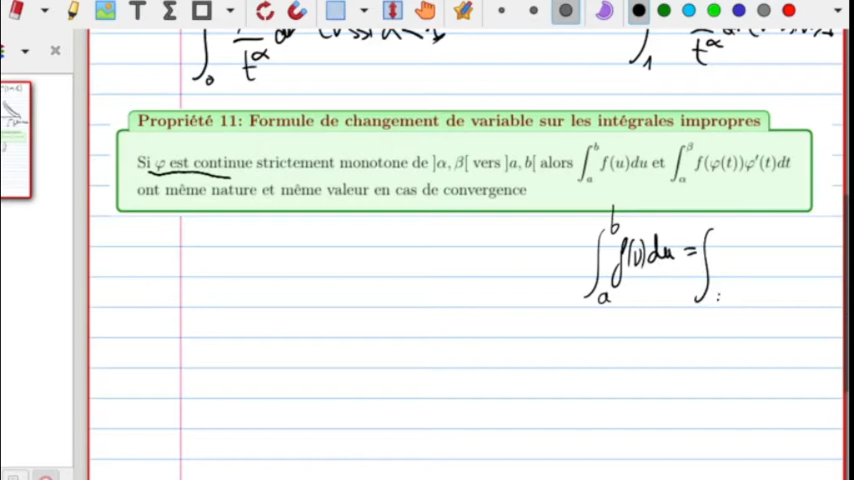 Propriété 11: Formule de changement de variable sur les intégrales impropres
Si φ est continue strictement monotone de ]α, β[ vers ]a, b[ alors ∫_a^b f(u)du et ∫_α^β f(φ(t))φ′(t)dt
ont même nature et même valeur en cas de convergence
∫_a^b f(u)du = ∫